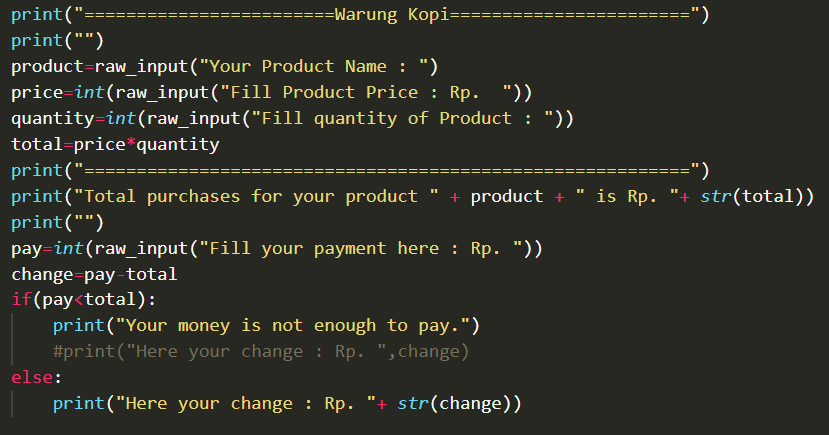 print("========================Warung Kopi=======================")
print("")
product=raw_input("Your Product Name : ")
price=int(raw_input("Fill Product Price : Rp.  "))
quantity=int(raw_input("Fill quantity of Product : "))
total=price*quantity
print("==========================================================")
print("Total purchases for your product " + product + " is Rp. "+ str(total))
print("")
pay=int(raw_input("Fill your payment here : Rp. "))
change=pay-total
if(pay<total):
    print("Your money is not enough to pay.")
    #print("Here your change : Rp. ",change)
else:
    print("Here your change : Rp. "+ str(change))